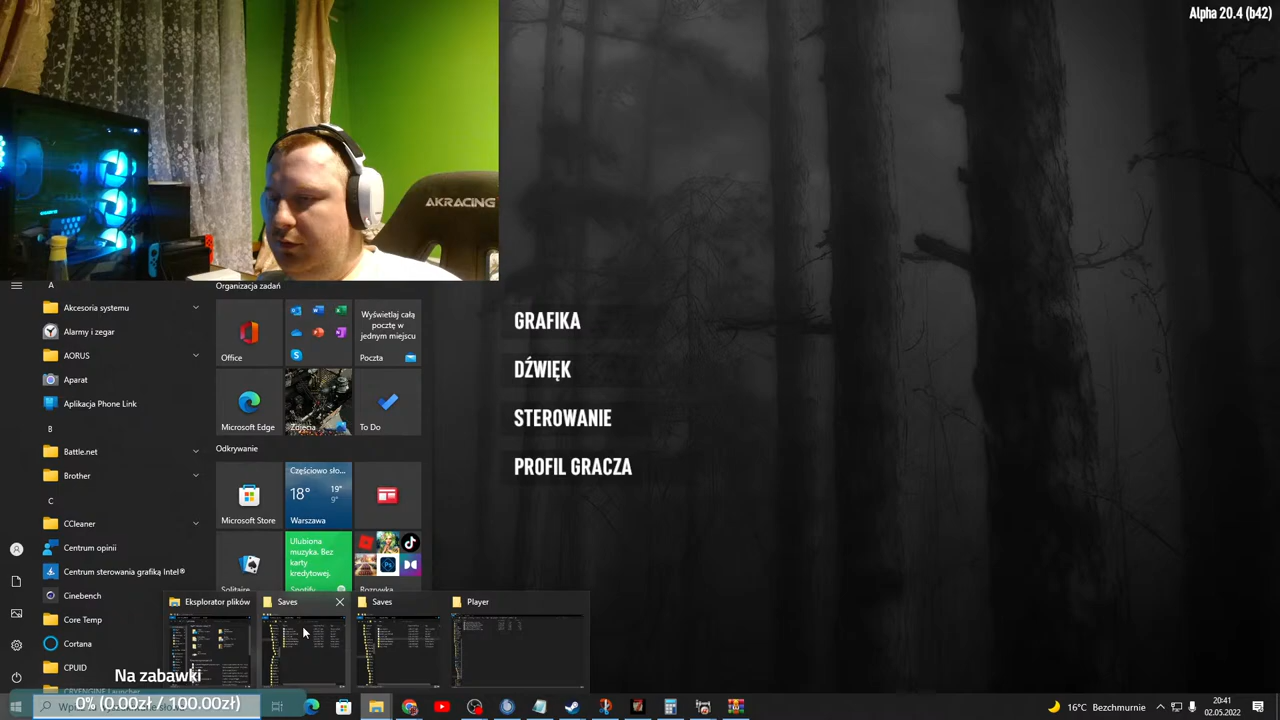 Alpha 20.4 (b42)
AKRACING
GRAFIKA
DŹWIĘK
STEROWANIE
PROFIL GRACZA
A
Akcesoria systemu
Alarmy i zegar
AORUS
Aparat
Aplikacja Phone Link
B
Battle.net
Brother
C
CCleaner
Centrum opinii
Centrum sterowania grafiką Intel®
Cinebench
Core Temp
Cortana
CPUID
CRYENGINE Launcher
Organizacja zadań
Office
Wyświetlaj całą
pocztę w
jednym miejscu
Poczta
Microsoft Edge
Zdjęcia
To Do
Odkrywanie
Microsoft Store
Częściowo sło...
18° 19°
9°
Warszawa
Solitaire
Ulubiona
muzyka. Bez
karty
kredytowej.
Spotify
Rozrywka
Eksplorator plików
Saves
Saves
Player
Na zabawki
0% (0.00zł / 100.00zł)
16°C Bezchmurnie
20:41
02.05.2022